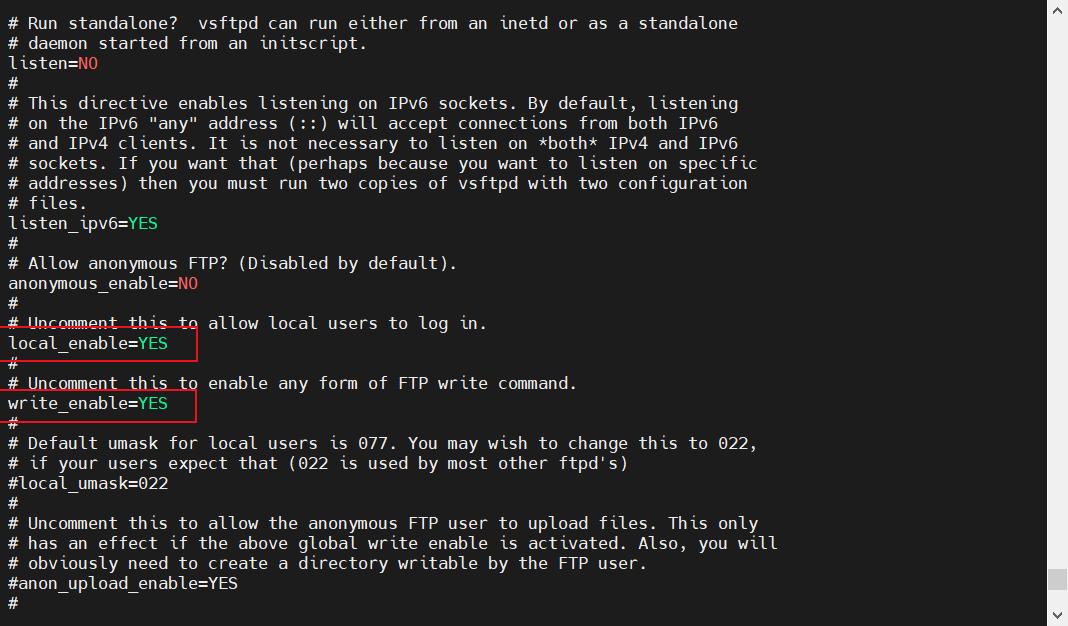 # Run standalone?  vsftpd can run either from an inetd or as a standalone
# daemon started from an initscript.
listen=NO
#
# This directive enables listening on IPv6 sockets. By default, listening
# on the IPv6 "any" address (::) will accept connections from both IPv6
# and IPv4 clients. It is not necessary to listen on *both* IPv4 and IPv6
# sockets. If you want that (perhaps because you want to listen on specific
# addresses) then you must run two copies of vsftpd with two configuration
# files.
listen_ipv6=YES
#
# Allow anonymous FTP? (Disabled by default).
anonymous_enable=NO
#
# Uncomment this to allow local users to log in.
local_enable=YES
#
# Uncomment this to enable any form of FTP write command.
write_enable=YES
#
# Default umask for local users is 077. You may wish to change this to 022,
# if your users expect that (022 is used by most other ftpd's)
#local_umask=022
#
# Uncomment this to allow the anonymous FTP user to upload files. This only
# has an effect if the above global write enable is activated. Also, you will
# obviously need to create a directory writable by the FTP user.
#anon_upload_enable=YES
#